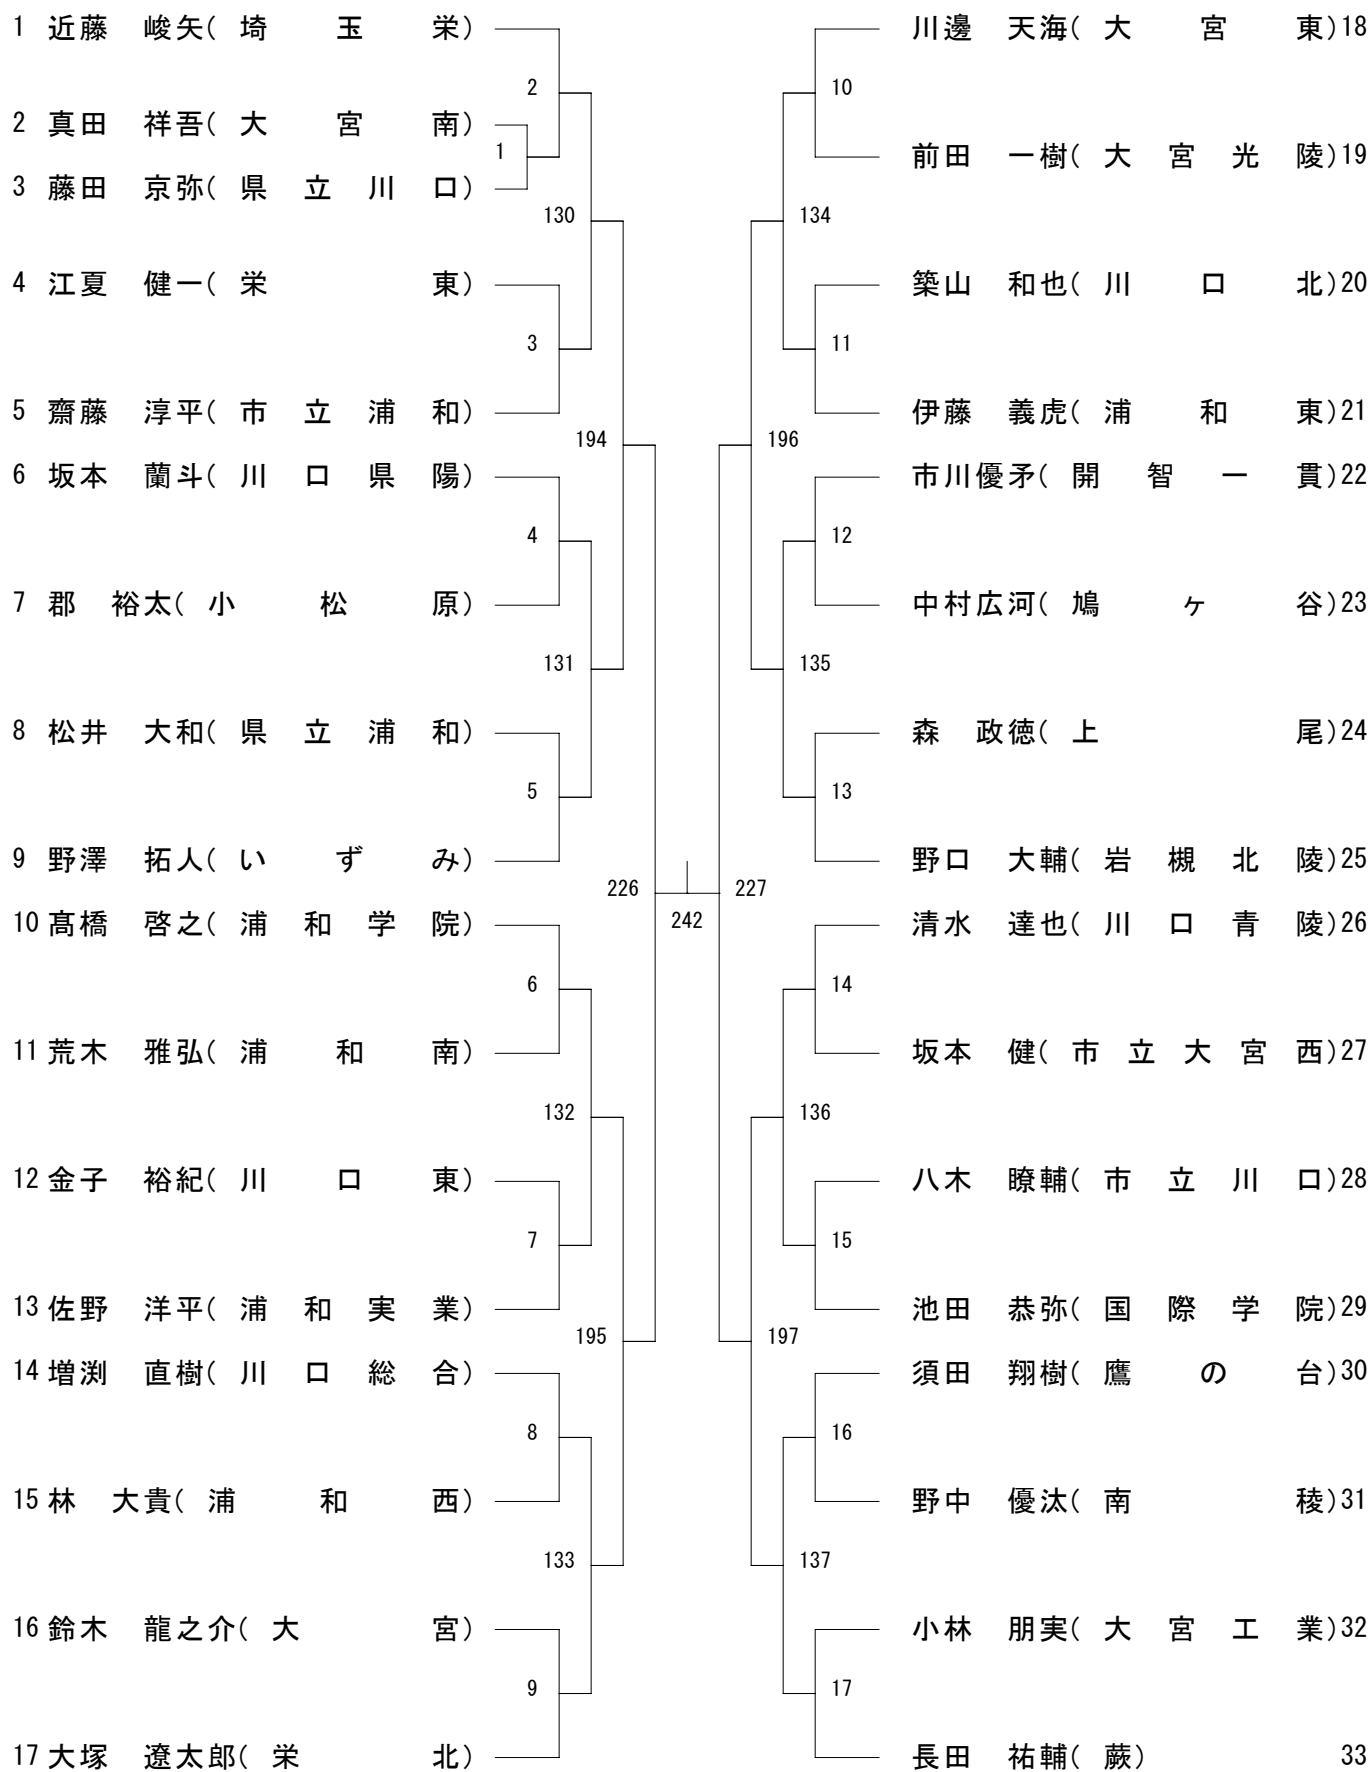 1 近藤　峻矢( 埼　玉　栄)
2
2 真田　祥吾( 大　宮　南)
1
3 藤田　京弥( 県　立　川　口)
130
4 江夏　健一( 栄　東)
3
5 齋藤　淳平( 市　立　浦　和)
194
6 坂本　蘭斗( 川　口　県　陽)
4
7 郡　裕太( 小　松　原)
131
8 松井　大和( 県　立　浦　和)
5
9 野澤　拓人( い　ず　み)
226
10 髙橋　啓之( 浦　和　学　院)
6
11 荒木　雅弘( 浦　和　南)
132
12 金子　裕紀( 川　口　東)
7
13 佐野　洋平( 浦　和　実　業)
195
14 増渕　直樹( 川　口　総　合)
8
15 林　大貴( 浦　和　西)
133
16 鈴木　龍之介( 大　宮)
9
17 大塚　遼太郎( 栄　北)
242
川邊　天海( 大　宮　東)18
10
前田　一樹( 大　宮　光　陵)19
134
築山　和也( 川　口　北)20
11
伊藤　義虎( 浦　和　東)21
196
市川優矛( 開　智　一　貫)22
12
中村広河( 鳩　ヶ　谷)23
135
森　政徳( 上　尾)24
13
野口　大輔( 岩　槻　北　陵)25
227
清水　達也( 川　口　青　陵)26
14
坂本　健( 市　立　大　宮　西)27
136
八木　瞭輔( 市　立　川　口)28
15
池田　恭弥( 国　際　学　院)29
197
須田　翔樹( 鷹　の　台)30
16
野中　優汰( 南　稜)31
137
小林　朋実( 大　宮　工　業)32
17
長田　祐輔( 蕨)　33